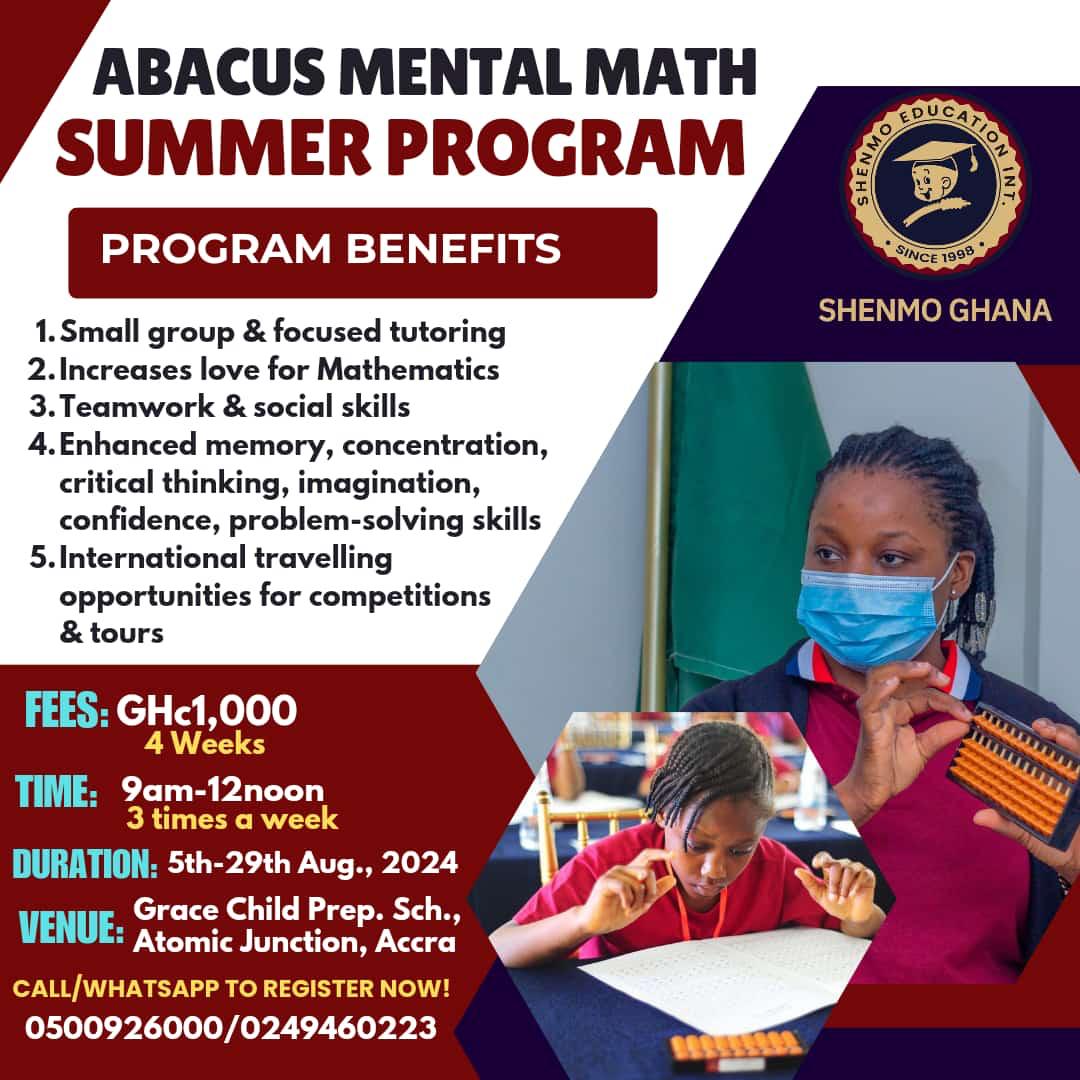 ABACUS MENTAL MATH
SUMMER PROGRAM
SHENMO EDUCATION INT.
• SINCE 1998 •
SHENMO GHANA
PROGRAM BENEFITS
1. Small group & focused tutoring
2. Increases love for Mathematics
3. Teamwork & social skills
4. Enhanced memory, concentration,
critical thinking, imagination,
confidence, problem-solving skills
5. International travelling
opportunities for competitions
& tours
FEES: GHc1,000
4 Weeks
TIME: 9am-12noon
3 times a week
DURATION: 5th-29th Aug., 2024
VENUE: Grace Child Prep. Sch.,
Atomic Junction, Accra
CALL/WHATSAPP TO REGISTER NOW!
0500926000/0249460223